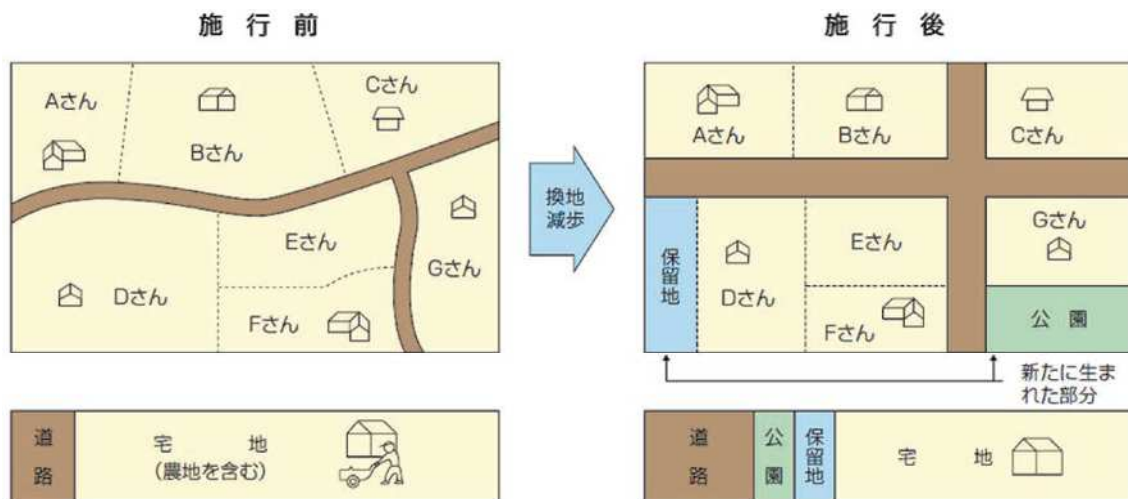 施行前
Aさん
Bさん
Cさん
Dさん
Eさん
Fさん
Gさん
道路
宅地
(農地を含む)
換地
減歩
施行後
Aさん
Bさん
Cさん
保留地
Dさん
Eさん
Fさん
Gさん
公園
新たに生ま
れた部分
道路
公園
保留地
宅地